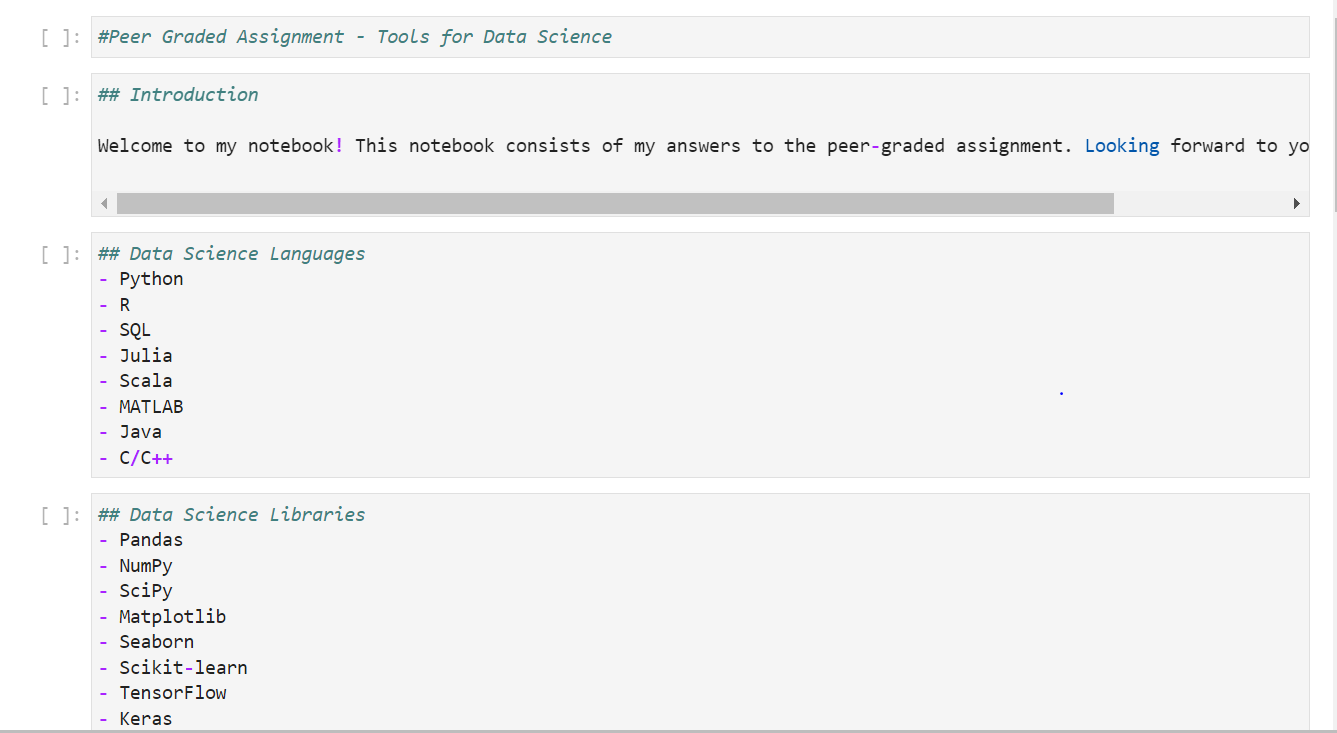 [ ]: #Peer Graded Assignment - Tools for Data Science
[ ]: ## Introduction
Welcome to my notebook! This notebook consists of my answers to the peer-graded assignment. Looking forward to yo
[ ]: ## Data Science Languages
- Python
- R
- SQL
- Julia
- Scala
- MATLAB
- Java
- C/C++
[ ]: ## Data Science Libraries
- Pandas
- NumPy
- SciPy
- Matplotlib
- Seaborn
- Scikit-learn
- TensorFlow
- Keras